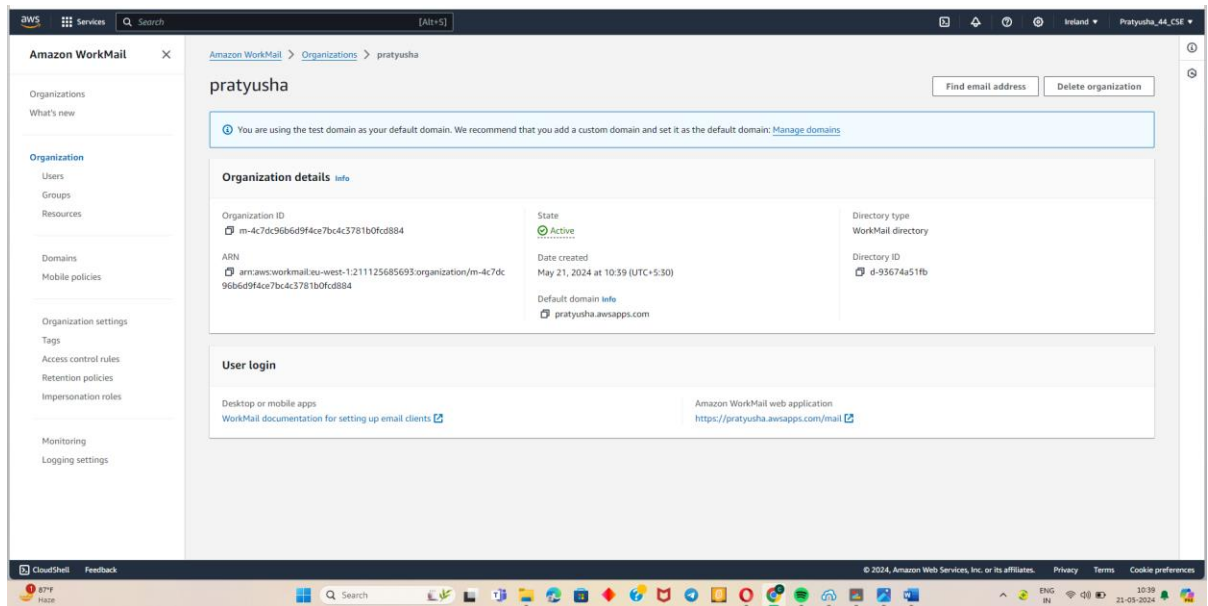 aws Services Search [Alt+S] Ireland Pratyusha_44_CSE
Amazon WorkMail
Organizations
What's new
Organization
Users
Groups
Resources
Domains
Mobile policies
Organization settings
Tags
Access control rules
Retention policies
Impersonation roles
Monitoring
Logging settings
Amazon WorkMail > Organizations > pratyusha
pratyusha
Find email address Delete organization
You are using the test domain as your default domain. We recommend that you add a custom domain and set it as the default domain: Manage domains
Organization details Info
Organization ID
m-4c7dc96b6d9f4ce7bc4c3781b0fcd884
ARN
arn:aws:workmail:eu-west-1:211125685693:organization/m-4c7dc
96b6d9f4ce7bc4c3781b0fcd884
State
Active
Date created
May 21, 2024 at 10:39 (UTC+5:30)
Default domain Info
pratyusha.awsapps.com
Directory type
WorkMail directory
Directory ID
d-93674a51fb
User login
Desktop or mobile apps
WorkMail documentation for setting up email clients
Amazon WorkMail web application
https://pratyusha.awsapps.com/mail
CloudShell Feedback © 2024, Amazon Web Services, Inc. or its affiliates. Privacy Terms Cookie preferences
1 87°F
Haze
Search
ENG
IN
10:39
21-05-2024